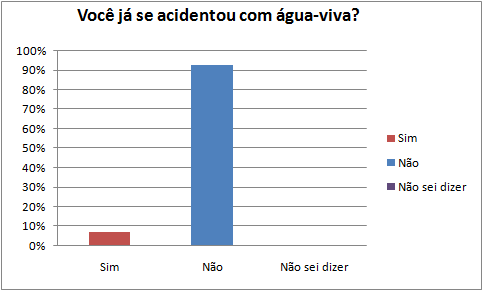 Você já se acidentou com água-viva?
100%
90%
80%
70%
60%
50%
40%
30%
20%
10%
0%
Sim Não Não sei dizer
Sim
Não
Não sei dizer